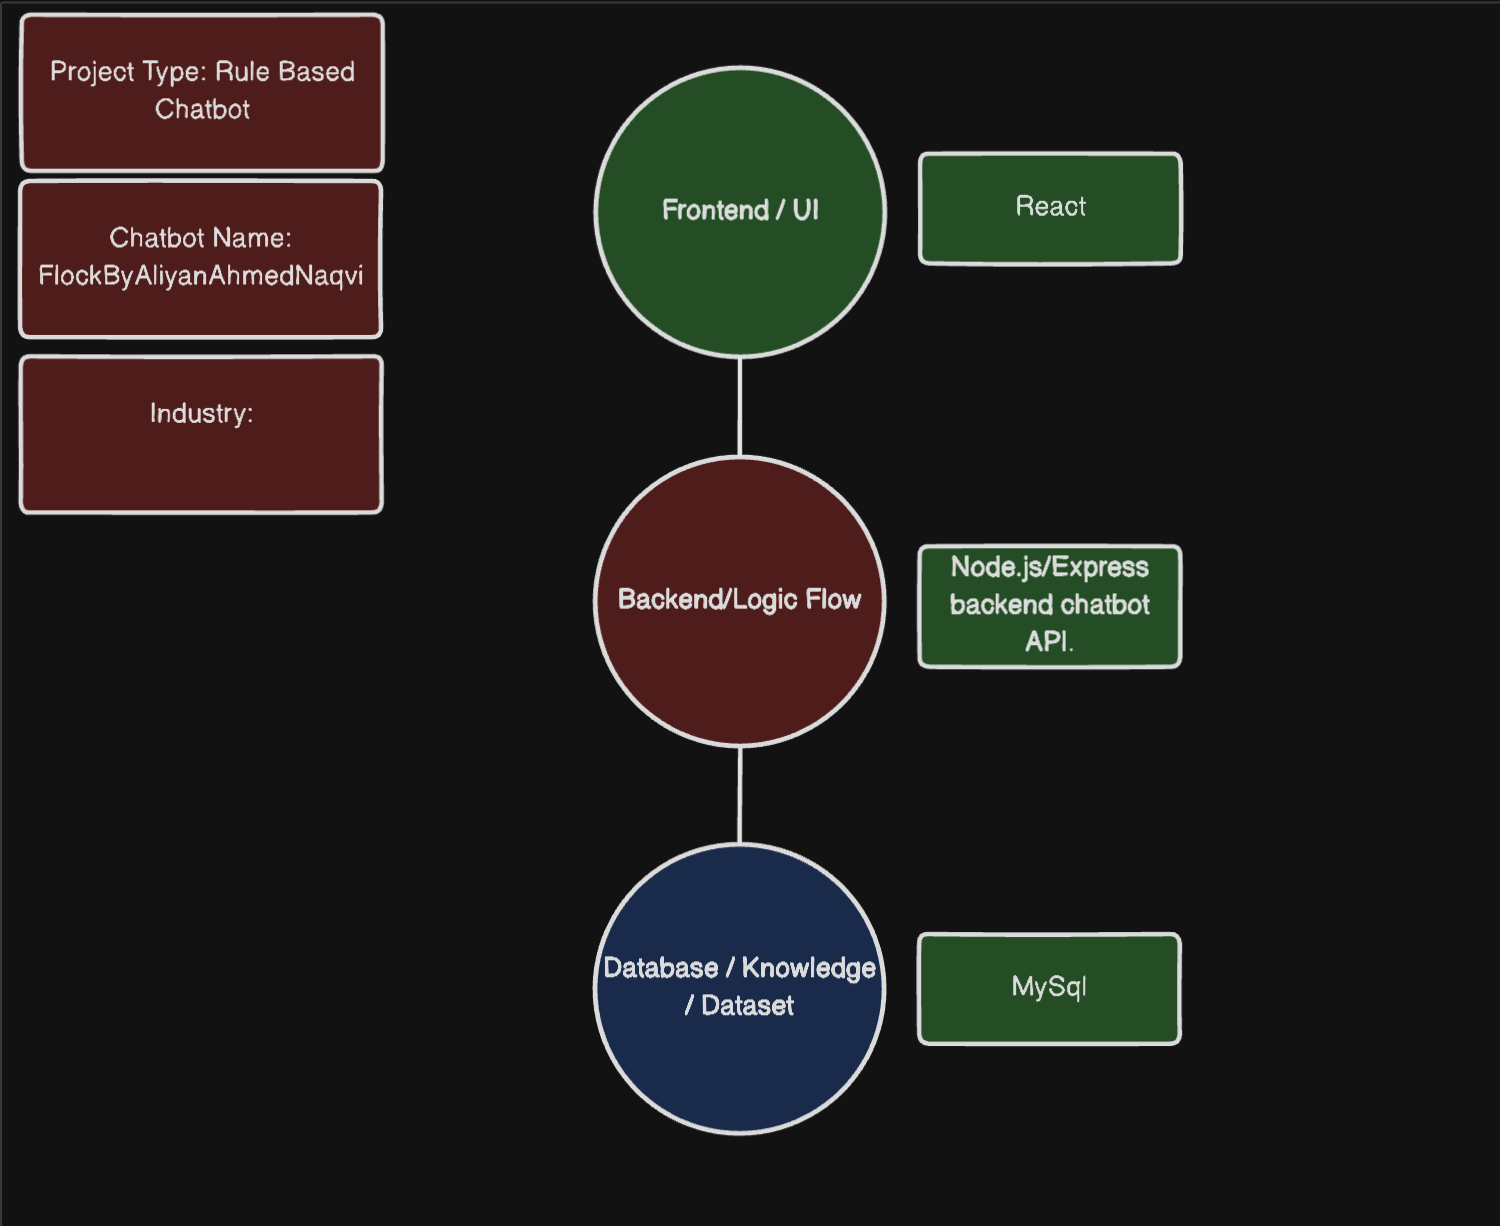 Project Type: Rule Based
Chatbot
Chatbot Name:
FlockByAliyanAhmedNaqvi
Industry:
Frontend / UI
React
Backend/Logic Flow
Node.js/Express
backend chatbot
API.
Database / Knowledge
/ Dataset
MySql